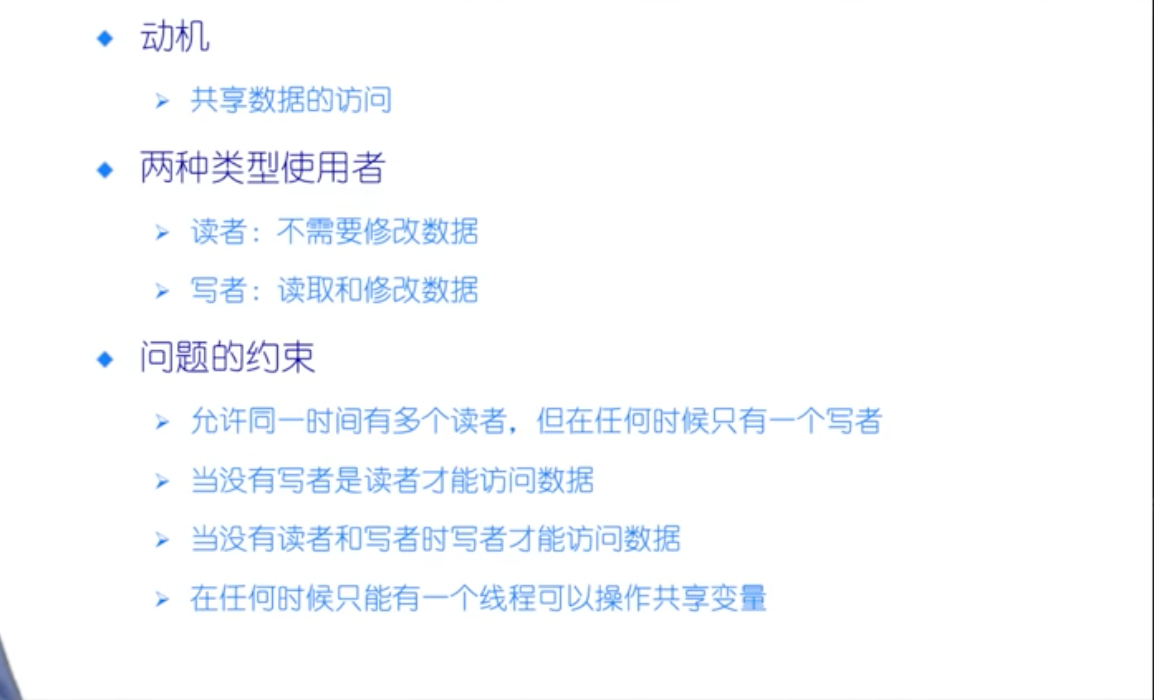 动机
共享数据的访问
两种类型使用者
读者：不需要修改数据
写者：读取和修改数据
问题的约束
允许同一时间有多个读者，但在任何时候只有一个写者
当没有写者是读者才能访问数据
当没有读者和写者时写者才能访问数据
在任何时候只能有一个线程可以操作共享变量